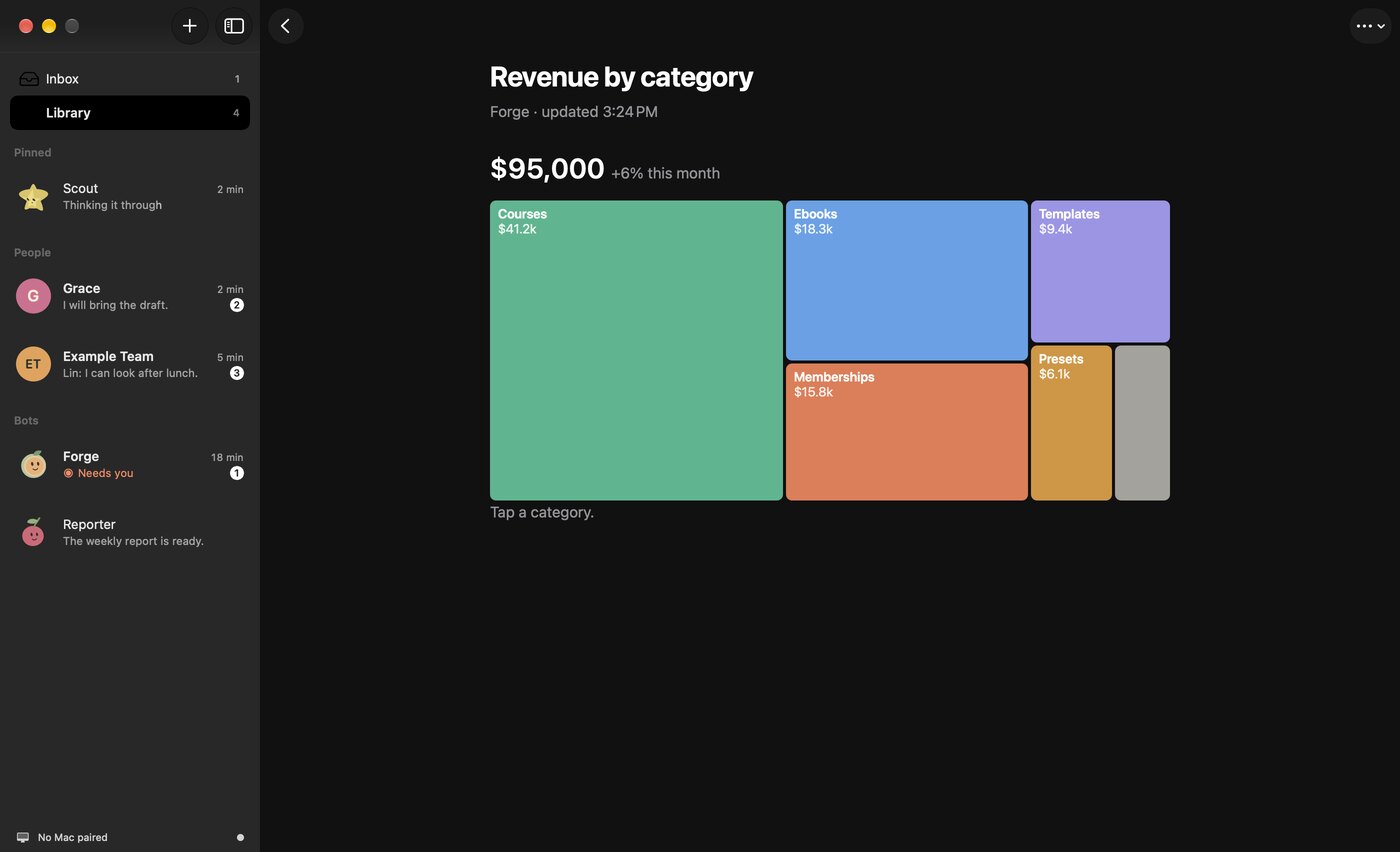 Inbox 1
Library 4
Pinned
Scout 2 min
Thinking it through
People
Grace 2 min
G
I will bring the draft. 2
Example Team 5 min
ET
Lin: I can look after lunch. 3
Bots
Forge 18 min
Needs you 1
Reporter
The weekly report is ready.
No Mac paired
Revenue by category
Forge · updated 3:24 PM
$95,000 +6% this month
Courses
$41.2k
Ebooks
$18.3k
Templates
$9.4k
Memberships
$15.8k
Presets
$6.1k
Tap a category.